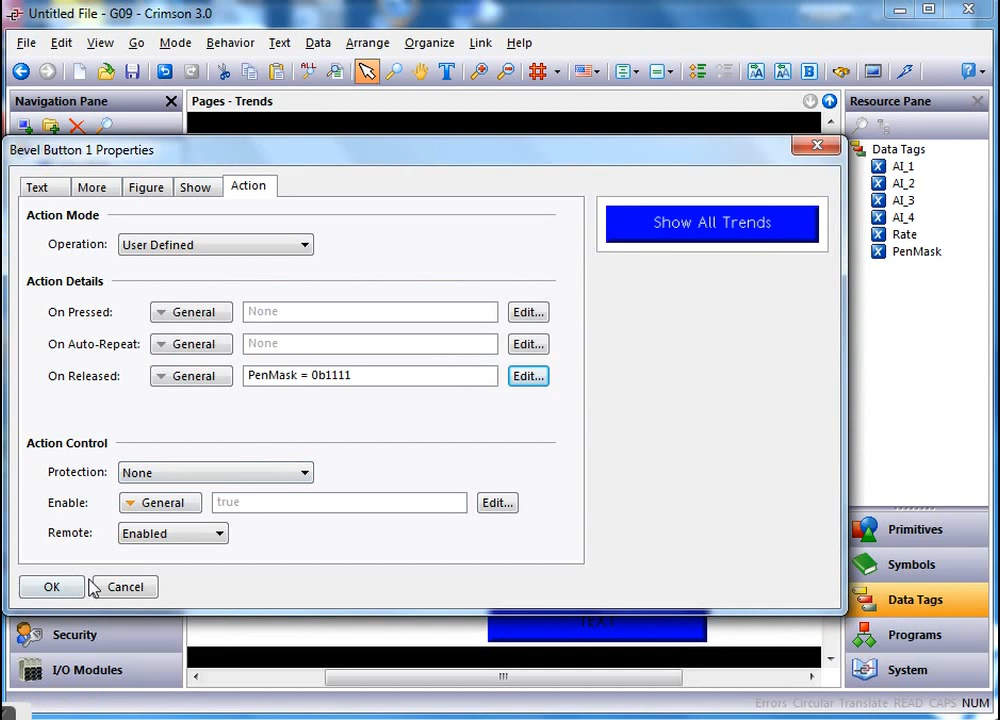 Untitled File - G09 - Crimson 3.0
File Edit View Go Mode Behavior Text Data Arrange Organize Link Help
Navigation Pane
Pages - Trends
Resource Pane
Bevel Button 1 Properties
Text More Figure Show Action
Action Mode
Operation: User Defined
Action Details
On Pressed: General None Edit...
On Auto-Repeat: General None Edit...
On Released: General PenMask = 0b1111 Edit...
Action Control
Protection: None
Enable: General true Edit...
Remote: Enabled
OK Cancel
Show All Trends
Data Tags
AI_1
AI_2
AI_3
AI_4
Rate
PenMask
Primitives
Symbols
Data Tags
Programs
System
TEXT
Security
I/O Modules
Errors Circular Translate READ CAPS NUM